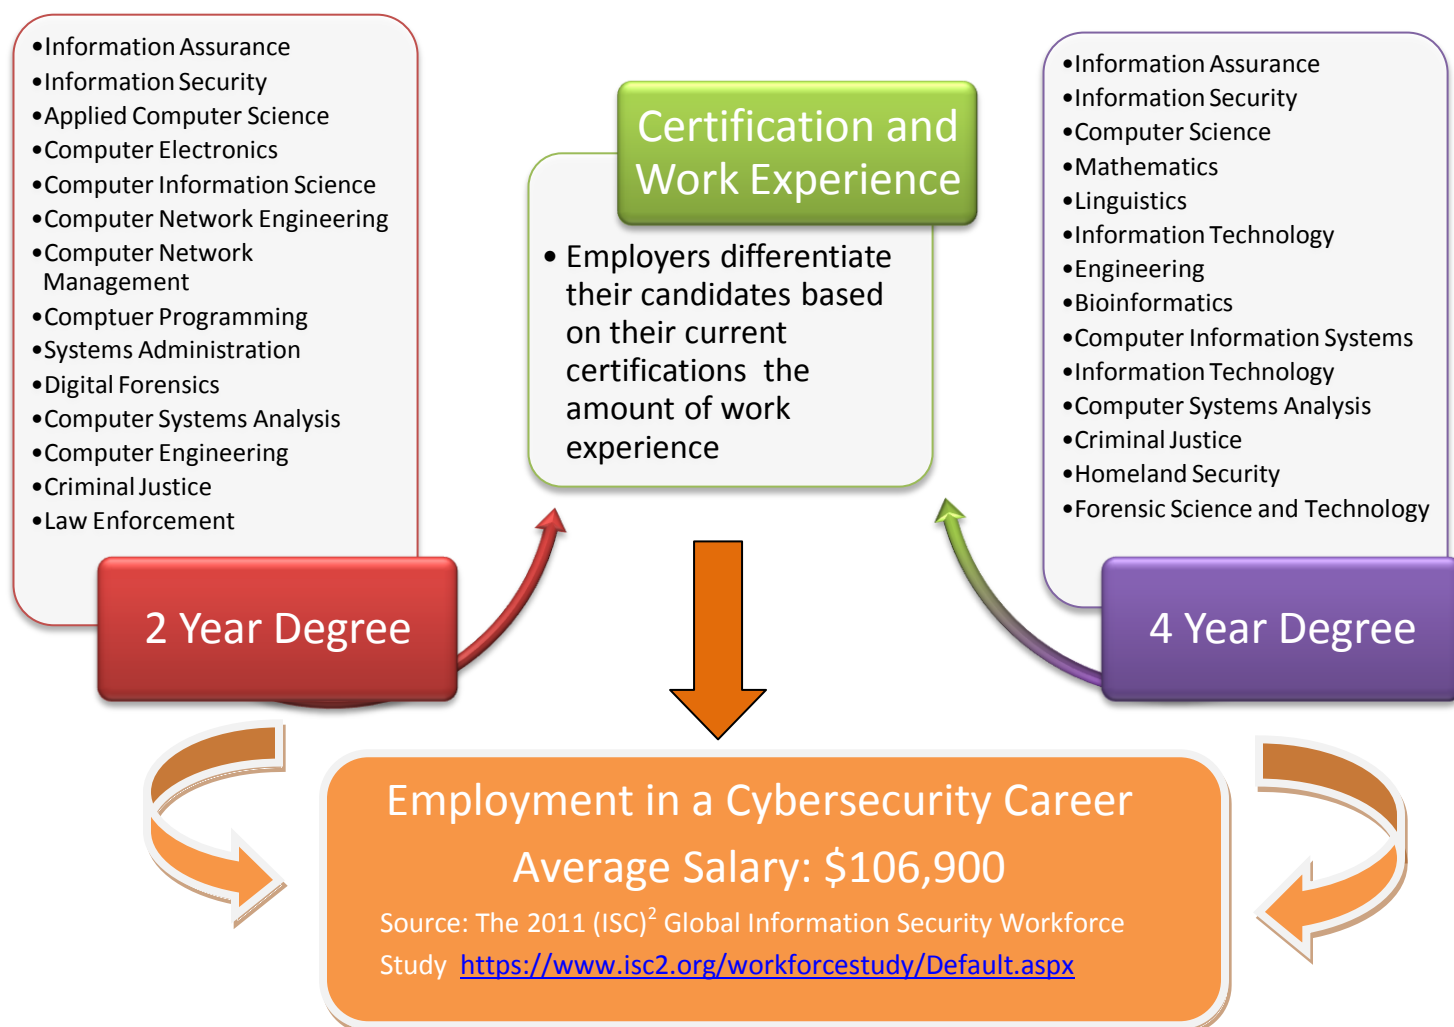 •Information Assurance
•Information Security
•Applied Computer Science
•Computer Electronics
•Computer Information Science
•Computer Network Engineering
•Computer Network
Management
•Comptuer Programming
•Systems Administration
•Digital Forensics
•Computer Systems Analysis
•Computer Engineering
•Criminal Justice
•Law Enforcement
2 Year Degree
Certification and
Work Experience
• Employers differentiate
their candidates based
on their current
certifications the
amount of work
experience
•Information Assurance
•Information Security
•Computer Science
•Mathematics
•Linguistics
•Information Technology
•Engineering
•Bioinformatics
•Computer Information Systems
•Information Technology
•Computer Systems Analysis
•Criminal Justice
•Homeland Security
•Forensic Science and Technology
4 Year Degree
Employment in a Cybersecurity Career
Average Salary: $106,900
Source: The 2011 (ISC)² Global Information Security Workforce
Study https://www.isc2.org/workforcestudy/Default.aspx